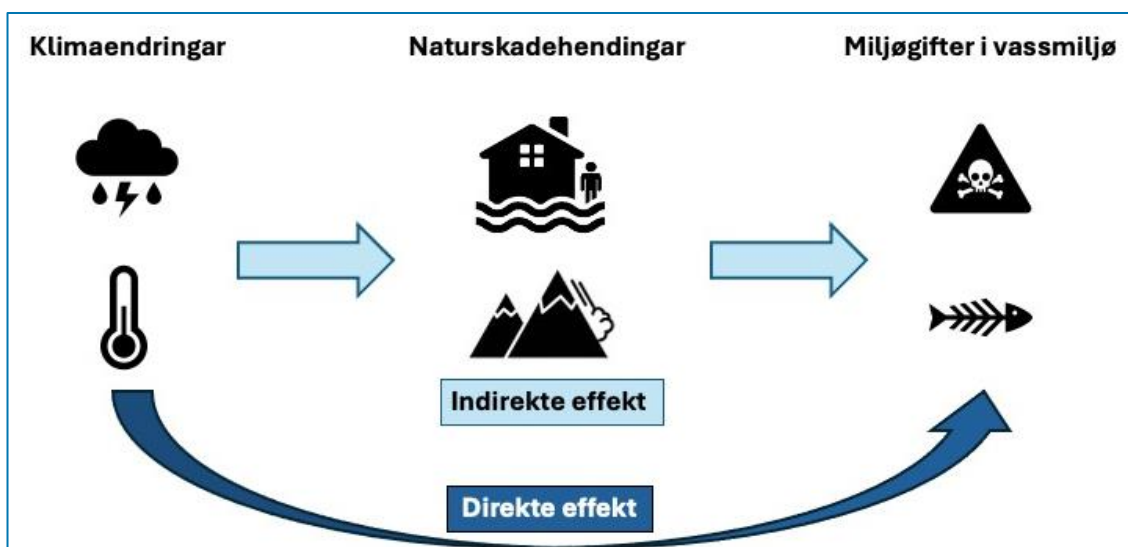 Klimaendringar
Naturskadehendingar
Miljøgifter i vassmiljø
Indirekte effekt
Direkte effekt